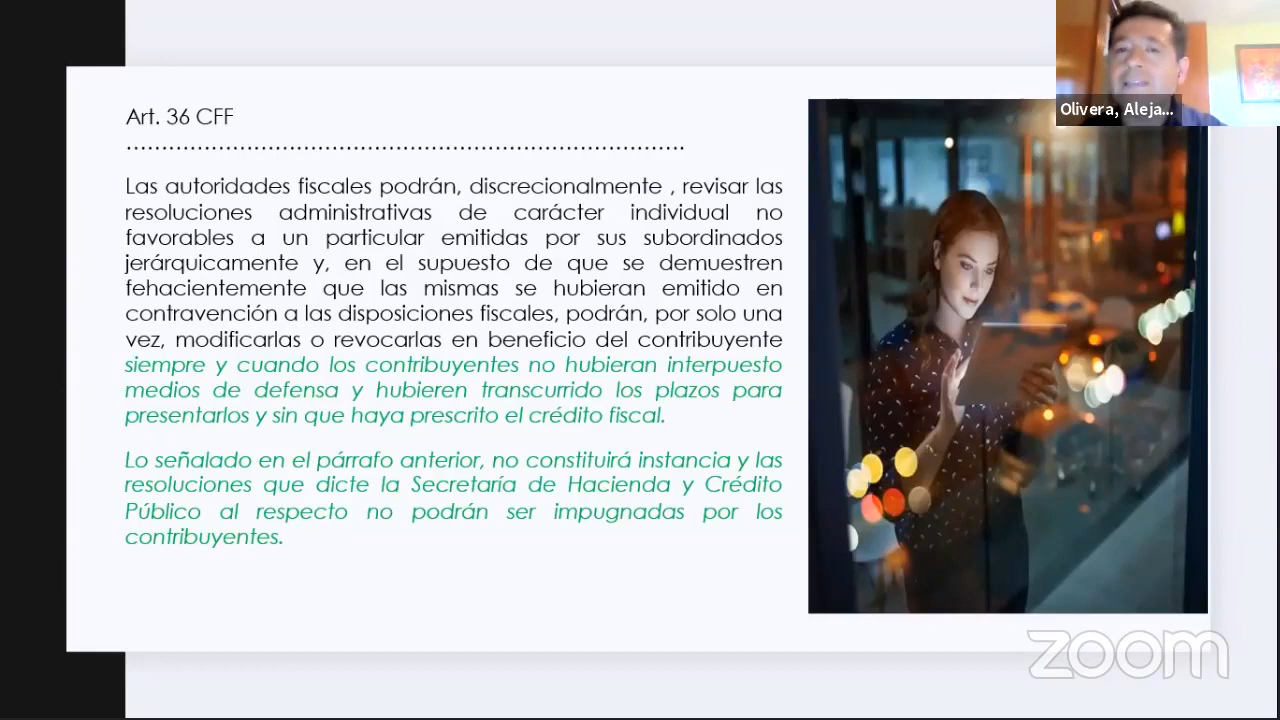 Art. 36 CFF
……………………………………………………………………
Las autoridades fiscales podrán, discrecionalmente , revisar las
resoluciones administrativas de carácter individual no
favorables a un particular emitidas por sus subordinados
jerárquicamente y, en el supuesto de que se demuestren
fehacientemente que las mismas se hubieran emitido en
contravención a las disposiciones fiscales, podrán, por solo una
vez, modificarlas o revocarlas en beneficio del contribuyente
siempre y cuando los contribuyentes no hubieran interpuesto
medios de defensa y hubieren transcurrido los plazos para
presentarlos y sin que haya prescrito el crédito fiscal.
Lo señalado en el párrafo anterior, no constituirá instancia y las
resoluciones que dicte la Secretaría de Hacienda y Crédito
Público al respecto no podrán ser impugnadas por los
contribuyentes.
Olivera, Aleja...
zoom